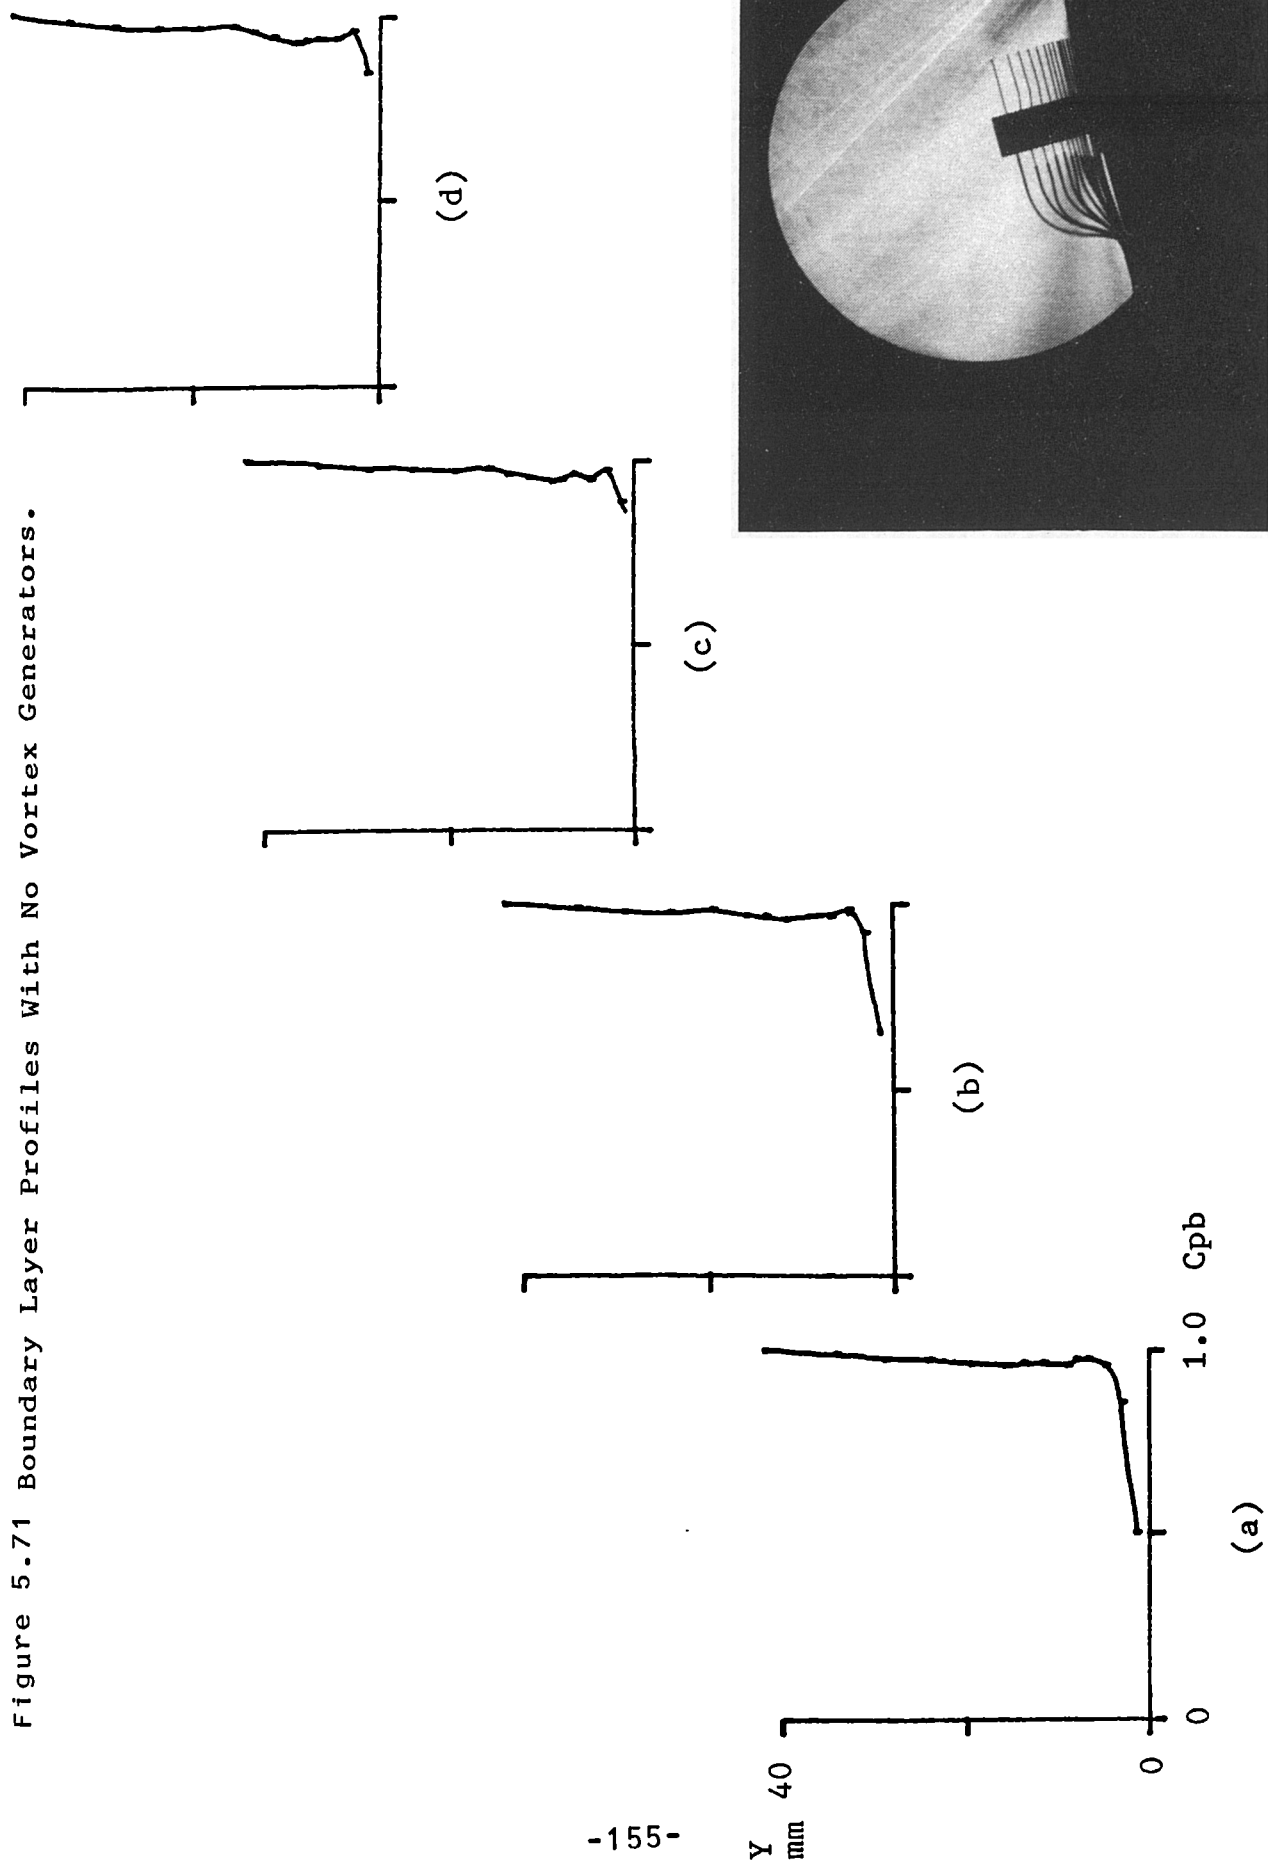 Figure 5.71 Boundary Layer Profiles With No Vortex Generators.
(d)
(c)
(b)
(a)
Y
mm
40
0
0
1.0 Cpb
-155-